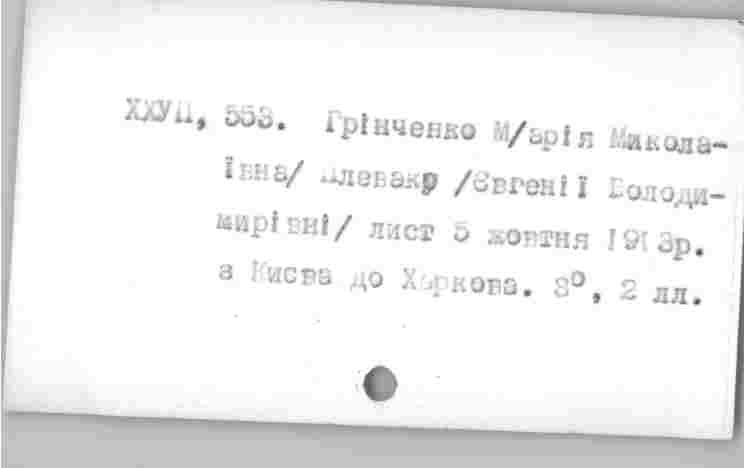 ХХУП, 553. Грінченко М/арія Микола-
ївна/ Плевако /Євгенії Володи-
мирівні/ лист 5 жовтня 1913р.
з Києва до Харкова. 8°, 2 лл.